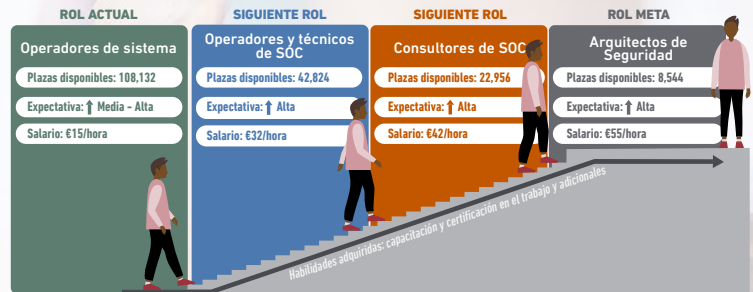 ROL ACTUAL
Operadores de sistema
Plazas disponibles: 108,132
Expectativa: ↑ Media - Alta
Salario: €15/hora
SIGUIENTE ROL
Operadores y técnicos
de SOC
Plazas disponibles: 42,824
Expectativa: ↑ Alta
Salario: €32/hora
SIGUIENTE ROL
Consultores de SOC
Plazas disponibles: 22,956
Expectativa: ↑ Alta
Salario: €42/hora
ROL META
Arquitectos de
Seguridad
Plazas disponibles: 8,544
Expectativa: ↑ Alta
Salario: €55/hora
Habilidades adquiridas: capacitación y certificación en el trabajo y adicionales